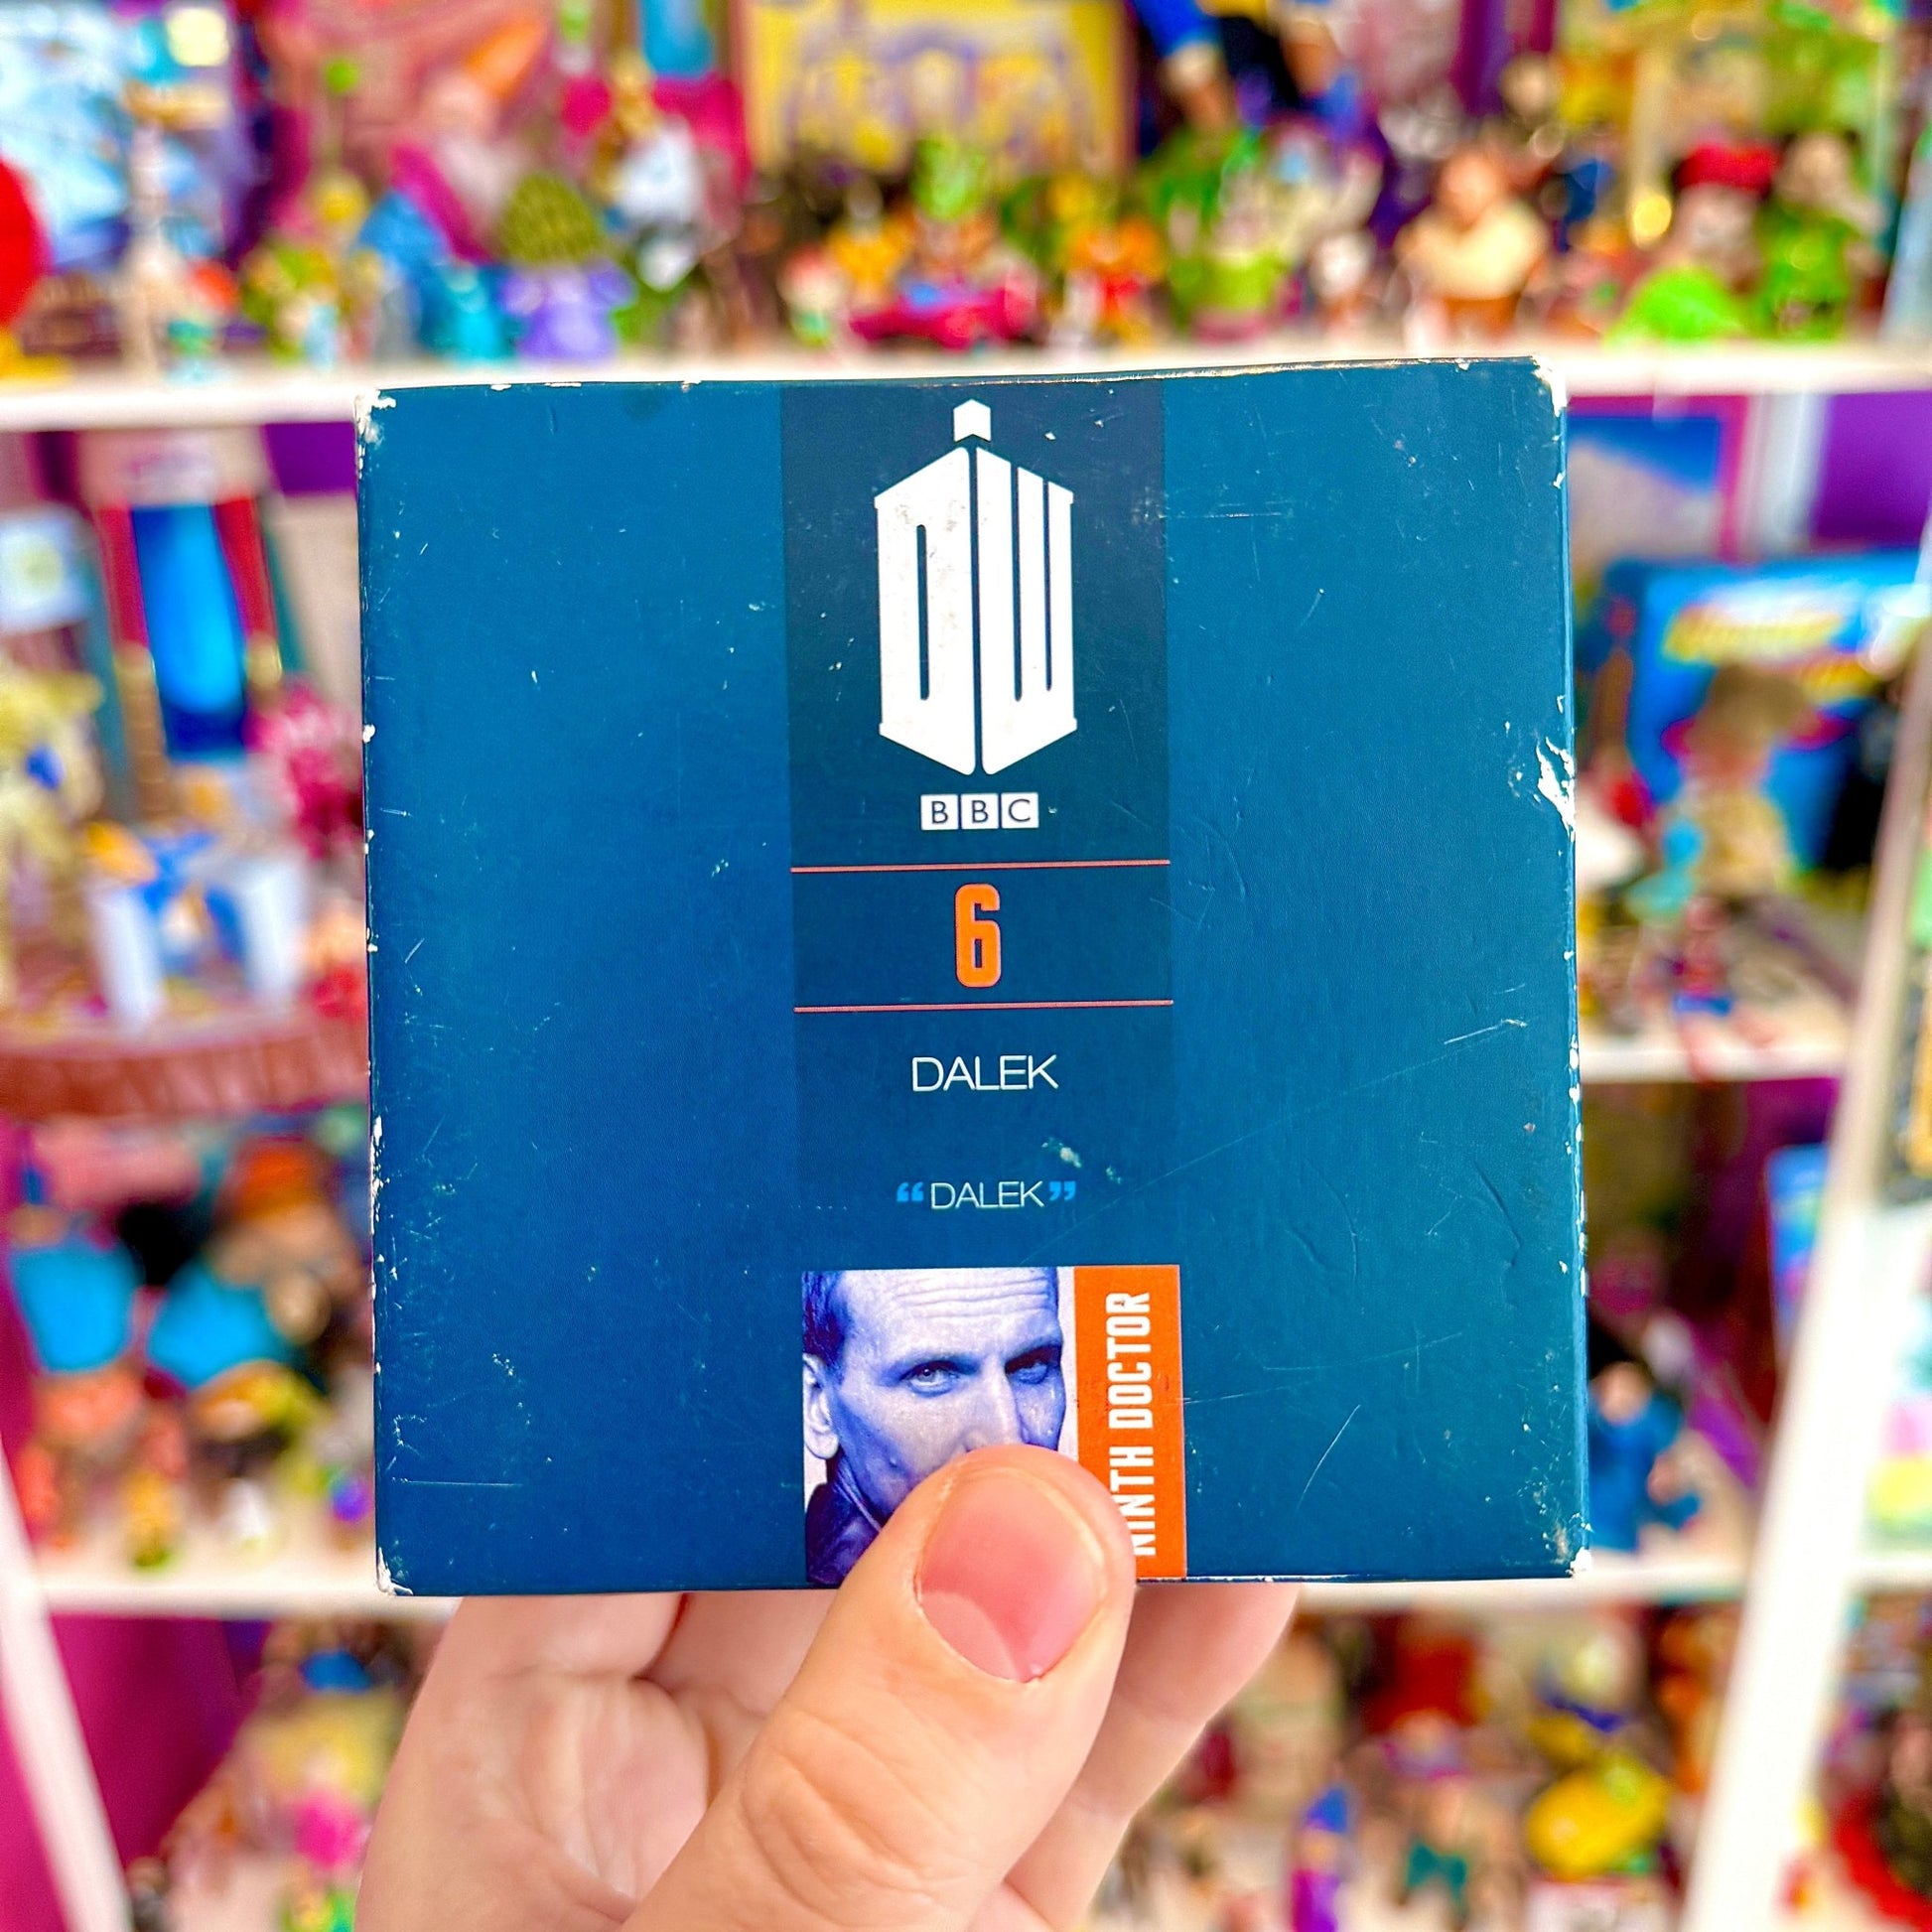 DW
BBC
6
DALEK
“DALEK”
NINTH DOCTOR